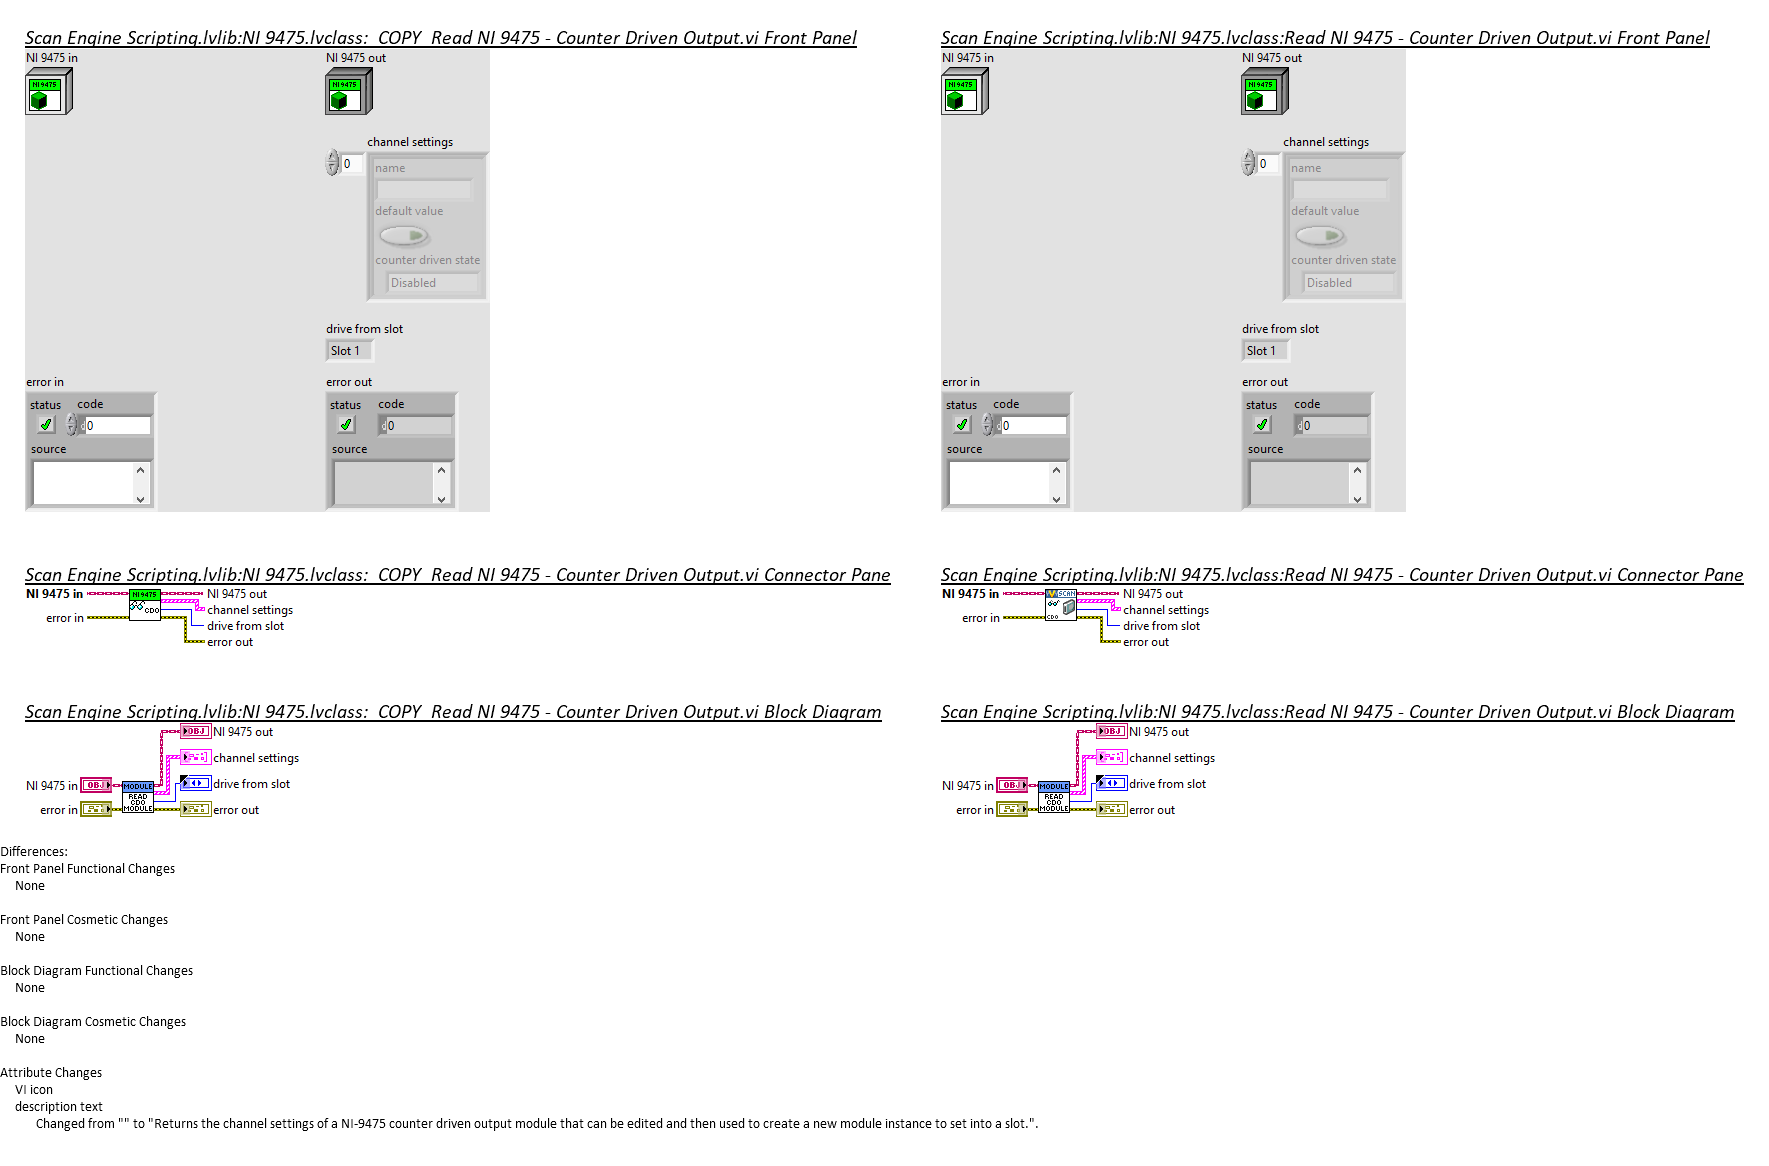 Scan Engine Scripting.lvlib:NI 9475.lvclass:  COPY  Read NI 9475 - Counter Driven Output.vi Front Panel
NI 9475 in
NI 9475 out
NI9475
NI9475
channel settings
0
name
default value
counter driven state
Disabled
drive from slot
Slot 1
error in
error out
status code
d 0
source
status code
d 0
source
Scan Engine Scripting.lvlib:NI 9475.lvclass:Read NI 9475 - Counter Driven Output.vi Front Panel
NI 9475 in
NI 9475 out
NI9475
NI9475
channel settings
0
name
default value
counter driven state
Disabled
drive from slot
Slot 1
error in
error out
status code
d 0
source
status code
d 0
source
Scan Engine Scripting.lvlib:NI 9475.lvclass:  COPY  Read NI 9475 - Counter Driven Output.vi Connector Pane
NI 9475 in
NI9475
CDO
NI 9475 out
channel settings
error in
drive from slot
error out
Scan Engine Scripting.lvlib:NI 9475.lvclass:Read NI 9475 - Counter Driven Output.vi Connector Pane
NI 9475 in
SCAN
CDO
NI 9475 out
channel settings
error in
drive from slot
error out
Scan Engine Scripting.lvlib:NI 9475.lvclass:  COPY  Read NI 9475 - Counter Driven Output.vi Block Diagram
OBJ NI 9475 out
channel settings
NI 9475 in OBJ
MODULE
READ
CDO
MODULE
drive from slot
error in
error out
Scan Engine Scripting.lvlib:NI 9475.lvclass:Read NI 9475 - Counter Driven Output.vi Block Diagram
OBJ NI 9475 out
channel settings
NI 9475 in OBJ
MODULE
READ
CDO
MODULE
drive from slot
error in
error out
Differences:
Front Panel Functional Changes
None
Front Panel Cosmetic Changes
None
Block Diagram Functional Changes
None
Block Diagram Cosmetic Changes
None
Attribute Changes
VI icon
description text
Changed from "" to "Returns the channel settings of a NI-9475 counter driven output module that can be edited and then used to create a new module instance to set into a slot.".